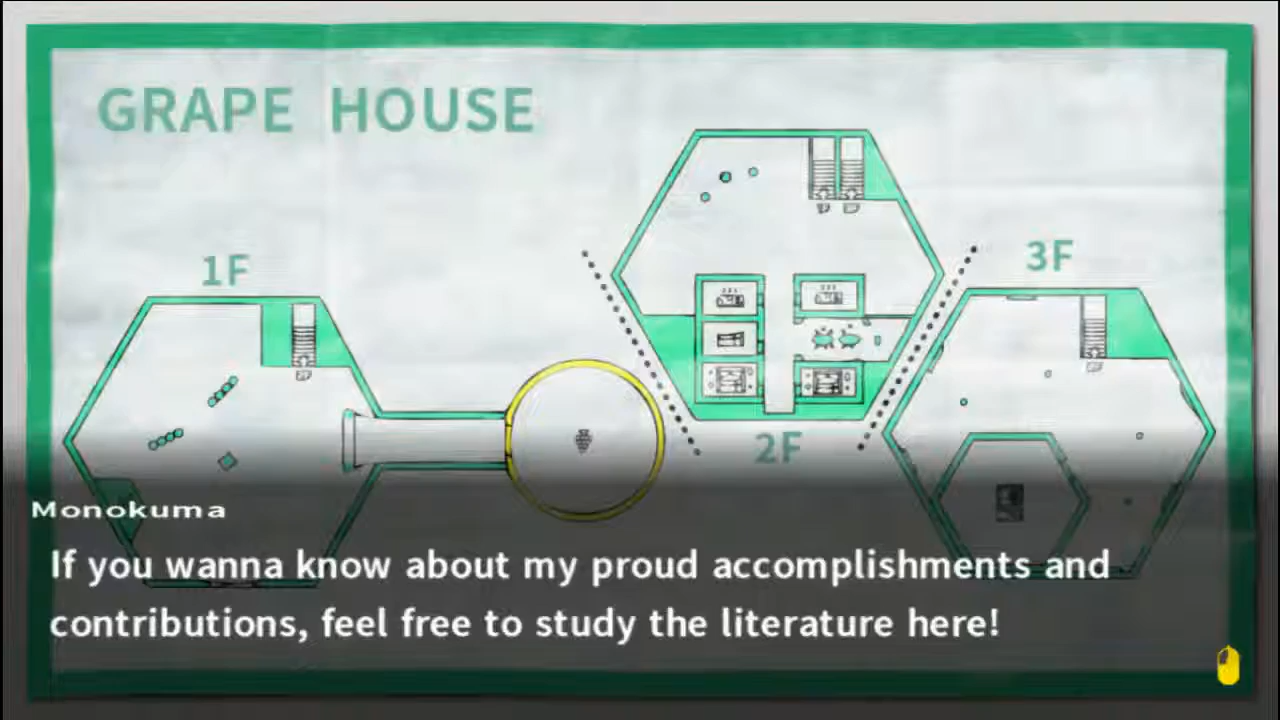 GRAPE HOUSE
1F
3F
2F
Monokuma
If you wanna know about my proud accomplishments and
contributions, feel free to study the literature here!